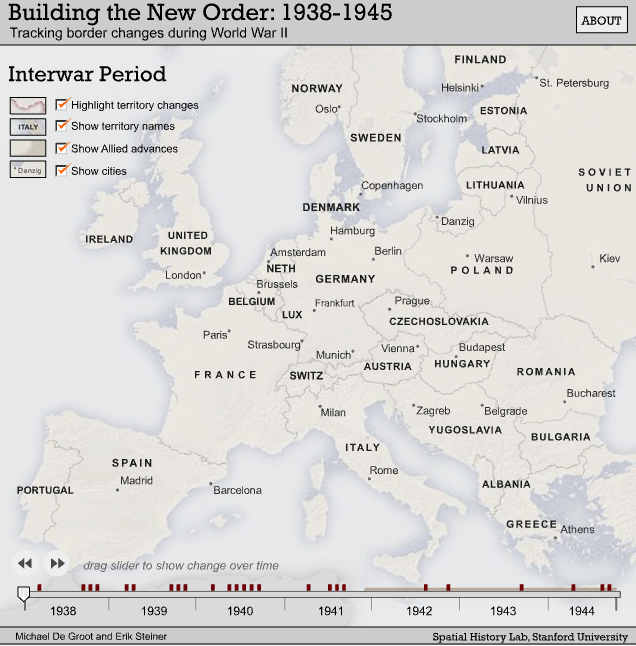 Building the New Order: 1938-1945
Tracking border changes during World War II
ABOUT
Interwar Period
Highlight territory changes
ITALY
Show territory names
Show Allied advances
Danzig
Show cities
FINLAND
Helsinki
St. Petersburg
NORWAY
Oslo
ESTONIA
Stockholm
SWEDEN
LATVIA
SOVIET
UNION
LITHUANIA
Copenhagen
Vilnius
DENMARK
Danzig
Hamburg
IRELAND
UNITED
KINGDOM
Amsterdam
Berlin
Warsaw
Kiev
London
NETH
POLAND
GERMANY
Brussels
BELGIUM
Frankfurt
Prague
LUX
CZECHOSLOVAKIA
Paris
Strasbourg
Munich
Vienna
Budapest
FRANCE
SWITZ
AUSTRIA
HUNGARY
ROMANIA
Bucharest
Milan
Zagreb
Belgrade
YUGOSLAVIA
BULGARIA
ITALY
SPAIN
Rome
Madrid
ALBANIA
PORTUGAL
Barcelona
GREECE
Athens
drag slider to show change over time
1938
1939
1940
1941
1942
1943
1944
Michael De Groot and Erik Steiner
Spatial History Lab, Stanford University